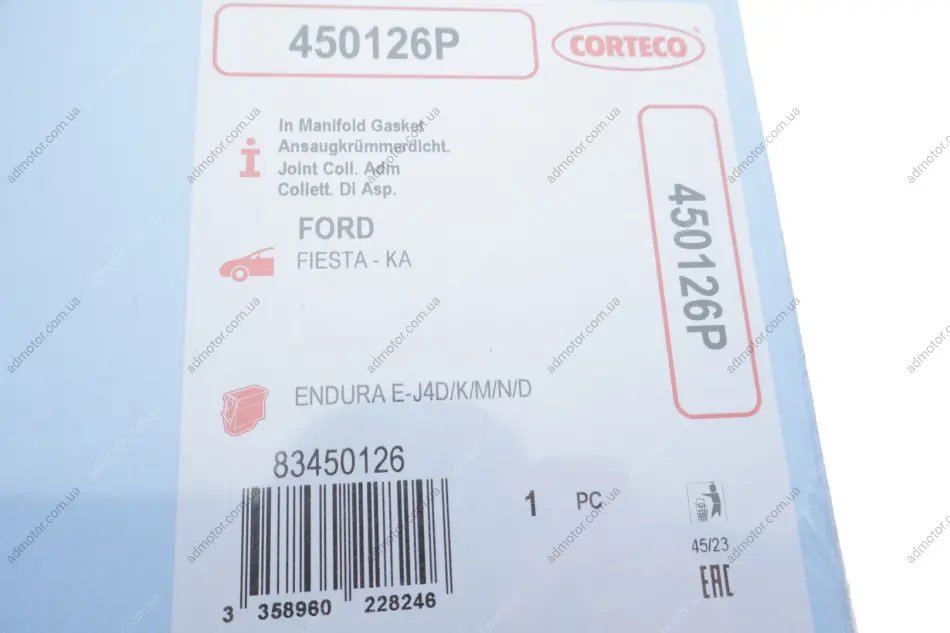 450126P
CORTECO
In Manifold Gasket
Ansaugkrümmerdicht.
Joint Coll. Adm
Collett. Di Asp.
450126P
FORD
FIESTA - KA
ENDURA E-J4D/K/M/N/D
83450126
1 PC
45/23
EAC
3 358960 228246
admotor.com.ua